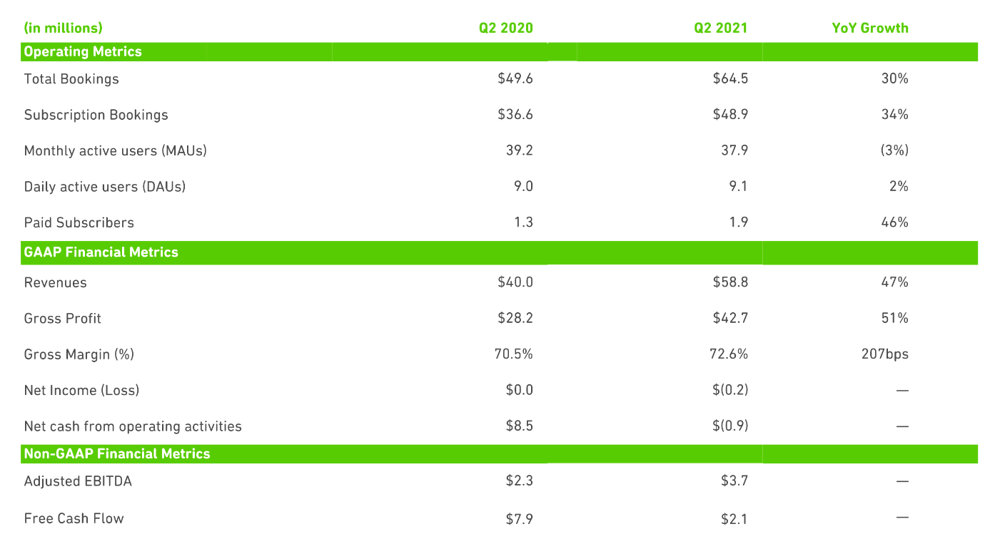 (in millions) Q2 2020 Q2 2021 YoY Growth
Operating Metrics
Total Bookings $49.6 $64.5 30%
Subscription Bookings $36.6 $48.9 34%
Monthly active users (MAUs) 39.2 37.9 (3%)
Daily active users (DAUs) 9.0 9.1 2%
Paid Subscribers 1.3 1.9 46%
GAAP Financial Metrics
Revenues $40.0 $58.8 47%
Gross Profit $28.2 $42.7 51%
Gross Margin (%) 70.5% 72.6% 207bps
Net Income (Loss) $0.0 $(0.2) —
Net cash from operating activities $8.5 $(0.9) —
Non-GAAP Financial Metrics
Adjusted EBITDA $2.3 $3.7 —
Free Cash Flow $7.9 $2.1 —